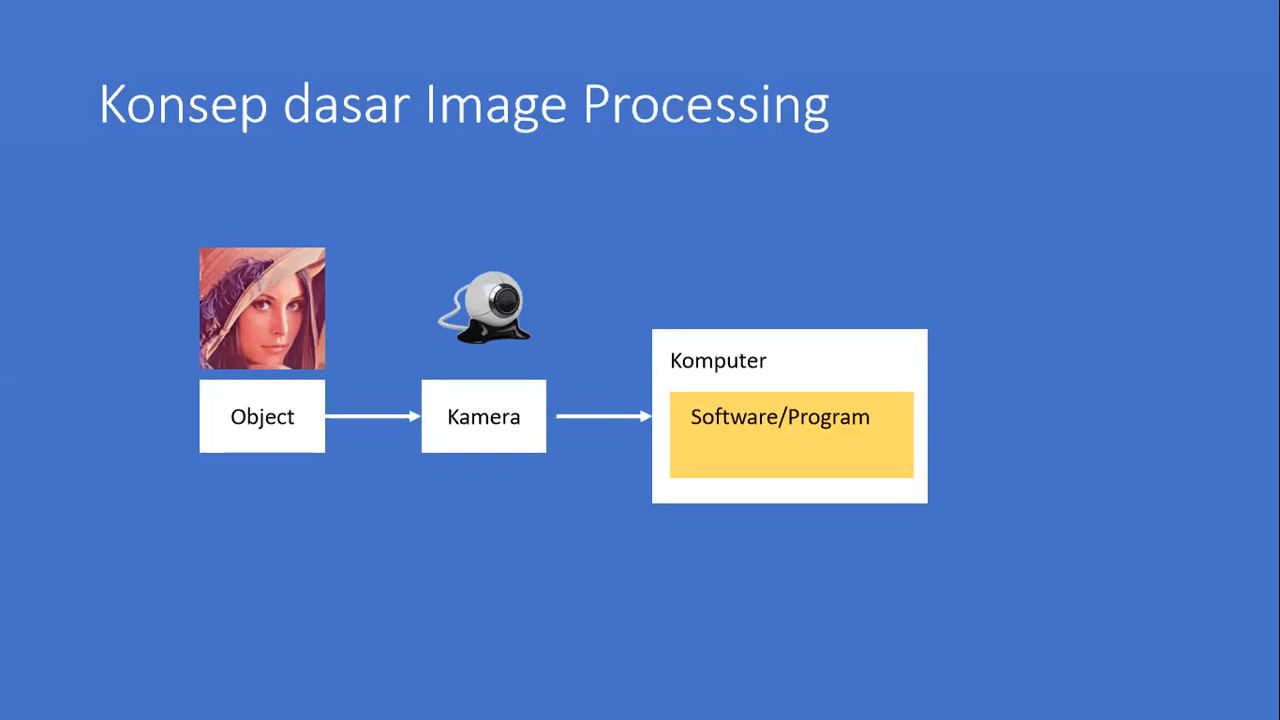 Konsep dasar Image Processing
Object
Kamera
Komputer
Software/Program